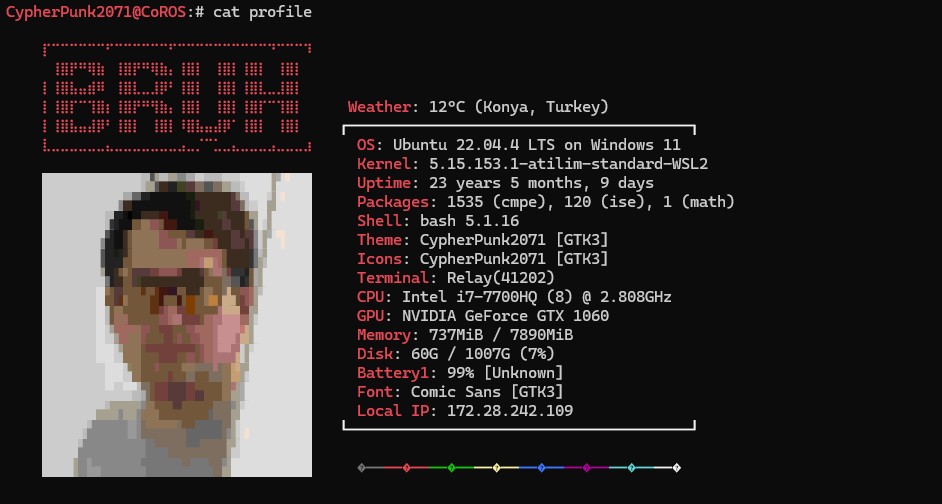 CypherPunk2071@CoROS:# cat profile
BRUH
Weather: 12°C (Konya, Turkey)
OS: Ubuntu 22.04.4 LTS on Windows 11
Kernel: 5.15.153.1-atilim-standard-WSL2
Uptime: 23 years 5 months, 9 days
Packages: 1535 (cmpe), 120 (ise), 1 (math)
Shell: bash 5.1.16
Theme: CypherPunk2071 [GTK3]
Icons: CypherPunk2071 [GTK3]
Terminal: Relay(41202)
CPU: Intel i7-7700HQ (8) @ 2.808GHz
GPU: NVIDIA GeForce GTX 1060
Memory: 737MiB / 7890MiB
Disk: 60G / 1007G (7%)
Battery1: 99% [Unknown]
Font: Comic Sans [GTK3]
Local IP: 172.28.242.109